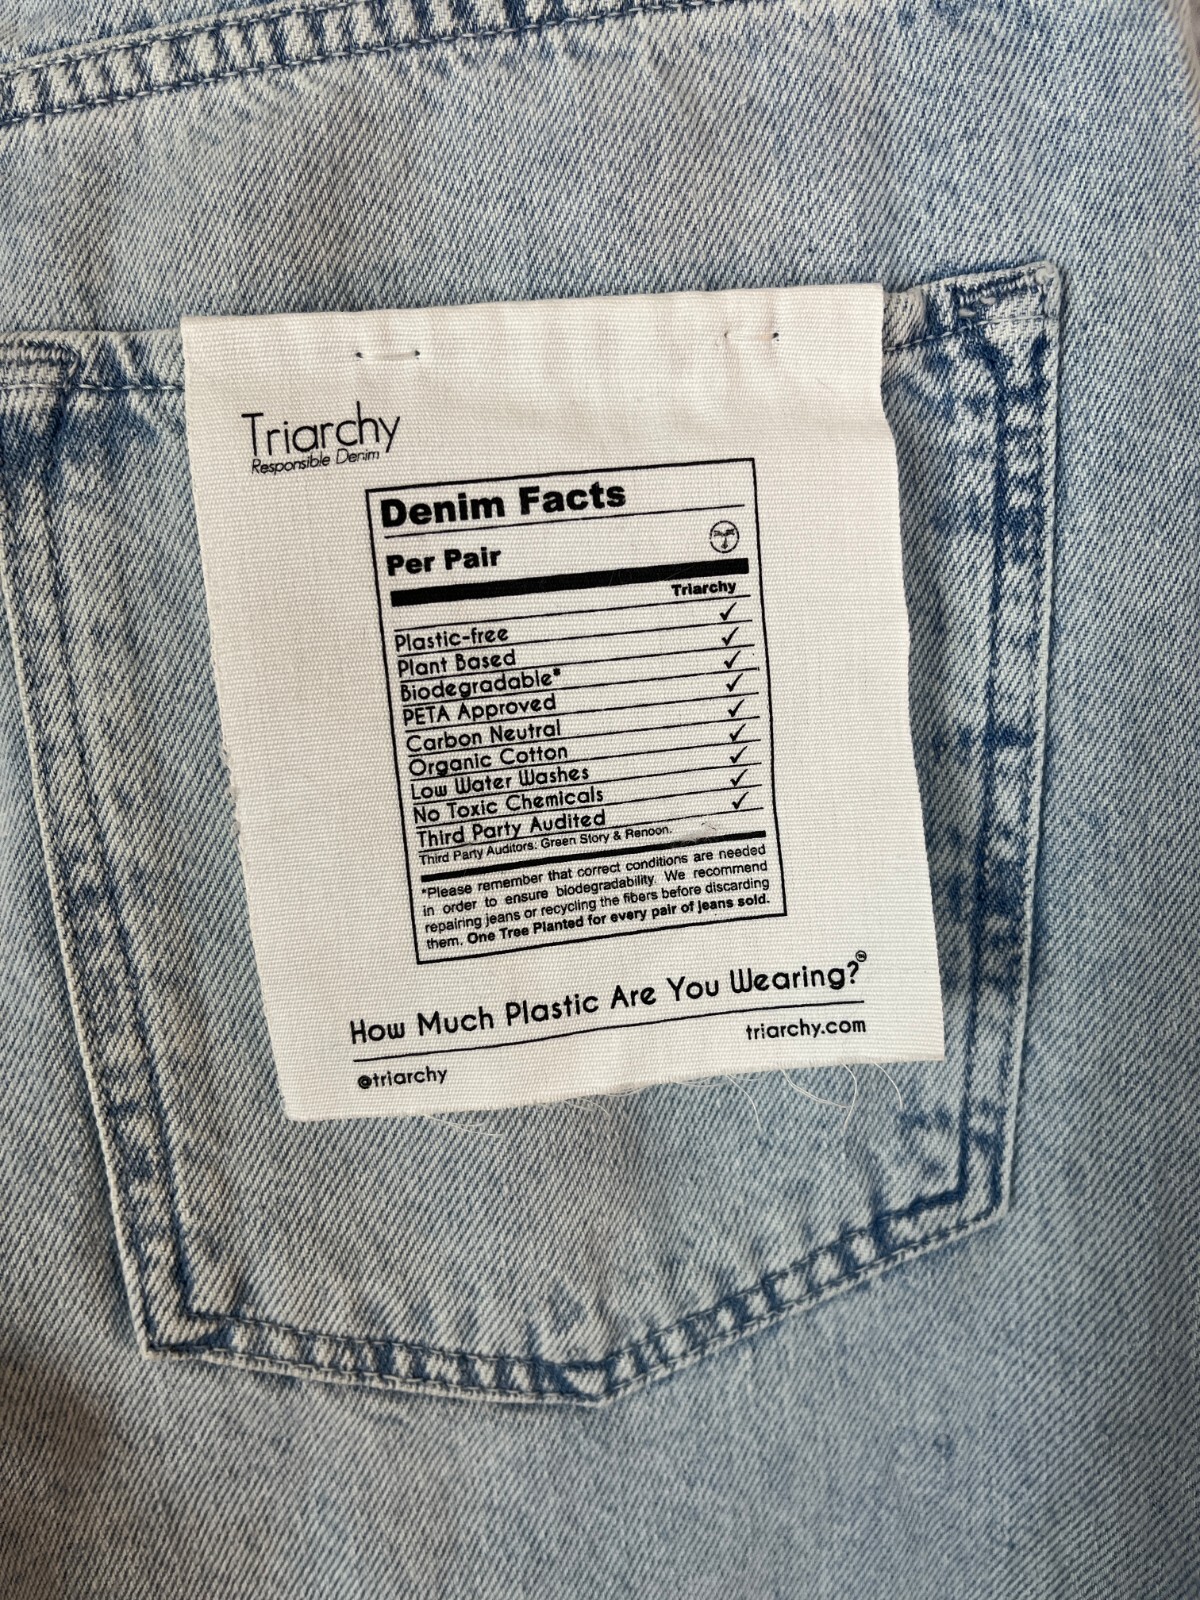 Triarchy
Responsible Denim
Denim Facts
Per Pair
Triarchy
Plastic-free ✓
Plant Based ✓
Biodegradable* ✓
PETA Approved ✓
Carbon Neutral ✓
Organic Cotton ✓
Low Water Washes ✓
No Toxic Chemicals ✓
Third Party Audited ✓
Third Party Auditors: Green Story & Renoon.
*Please remember that correct conditions are needed
in order to ensure biodegradability. We recommend
repairing jeans or recycling the fibers before discarding
them. One Tree Planted for every pair of jeans sold.
How Much Plastic Are You Wearing?
triarchy.com
@triarchy